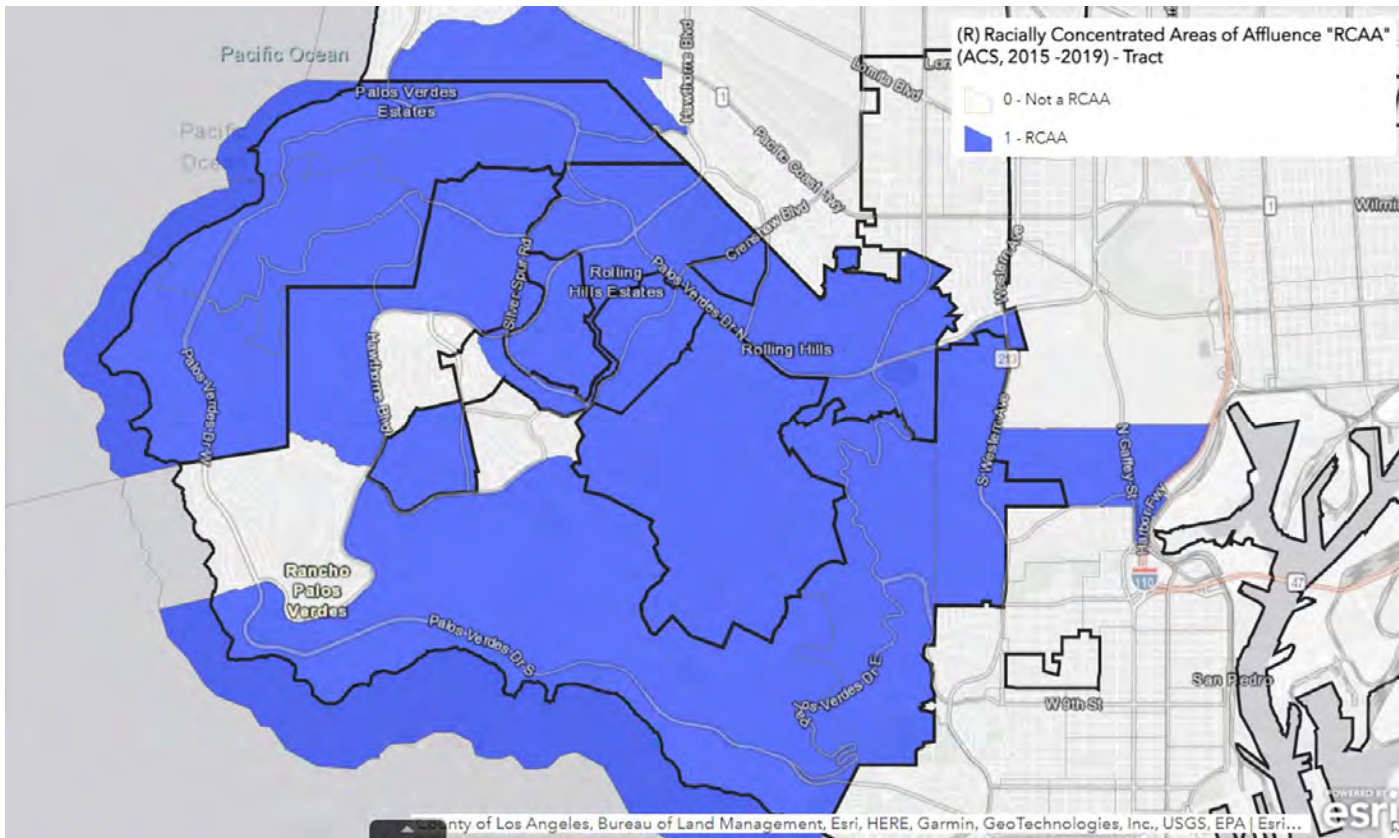 Pacific Ocean
(R) Racially Concentrated Areas of Affluence "RCAA"
(ACS, 2015 -2019) - Tract
0 - Not a RCAA
1 - RCAA
Hawthorne Blvd
Lomita Blvd
1
Palos Verdes
Estates
Pacific Coast Hwy
1
Crenshaw Blvd
Western Ave
Silver Spur Rd
Rolling
Hills Estates
Palos Verdes Dr N
Rolling Hills
213
Hawthorne Blvd
Palos Verdes Dr W
S Western Ave
N Gaffey St
Harbor Fwy
110
47
Rancho
Palos
Verdes
Palos Verdes Dr S
San Pedro
W 9th St
POWERED BY
esri
County of Los Angeles, Bureau of Land Management, Esri, HERE, Garmin, GeoTechnologies, Inc., USGS, EPA | Esri...